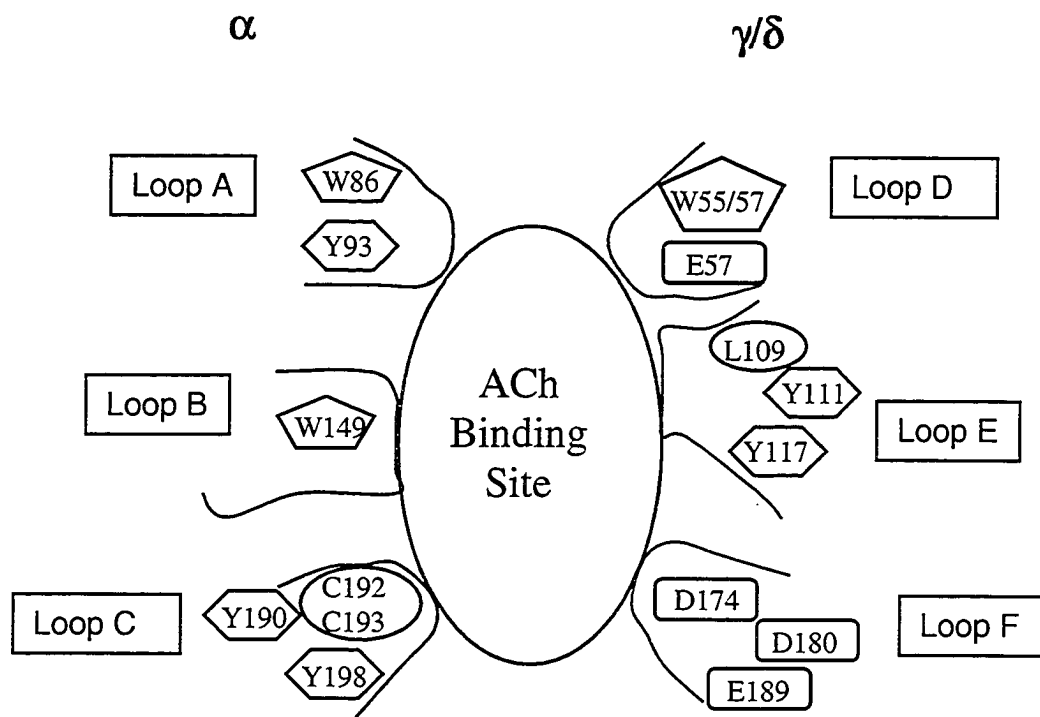 α
γ/δ
Loop A
W86
Y93
W55/57
E57
Loop D
Loop B
W149
ACh
Binding
Site
L109
Y111
Y117
Loop E
Loop C
Y190
C192
C193
Y198
D174
D180
E189
Loop F